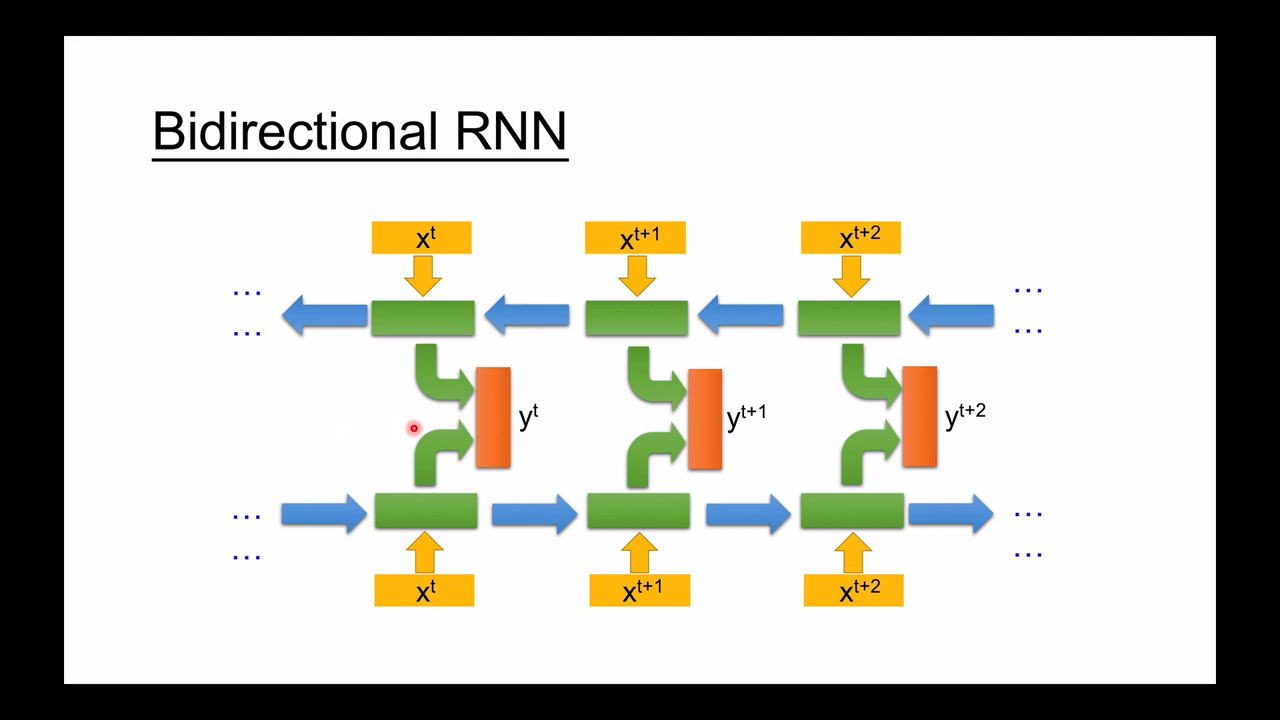 Bidirectional RNN
xᵗ xᵗ⁺¹ xᵗ⁺²
... ...
... ...
yᵗ yᵗ⁺¹ yᵗ⁺²
... ...
... ...
xᵗ xᵗ⁺¹ xᵗ⁺²